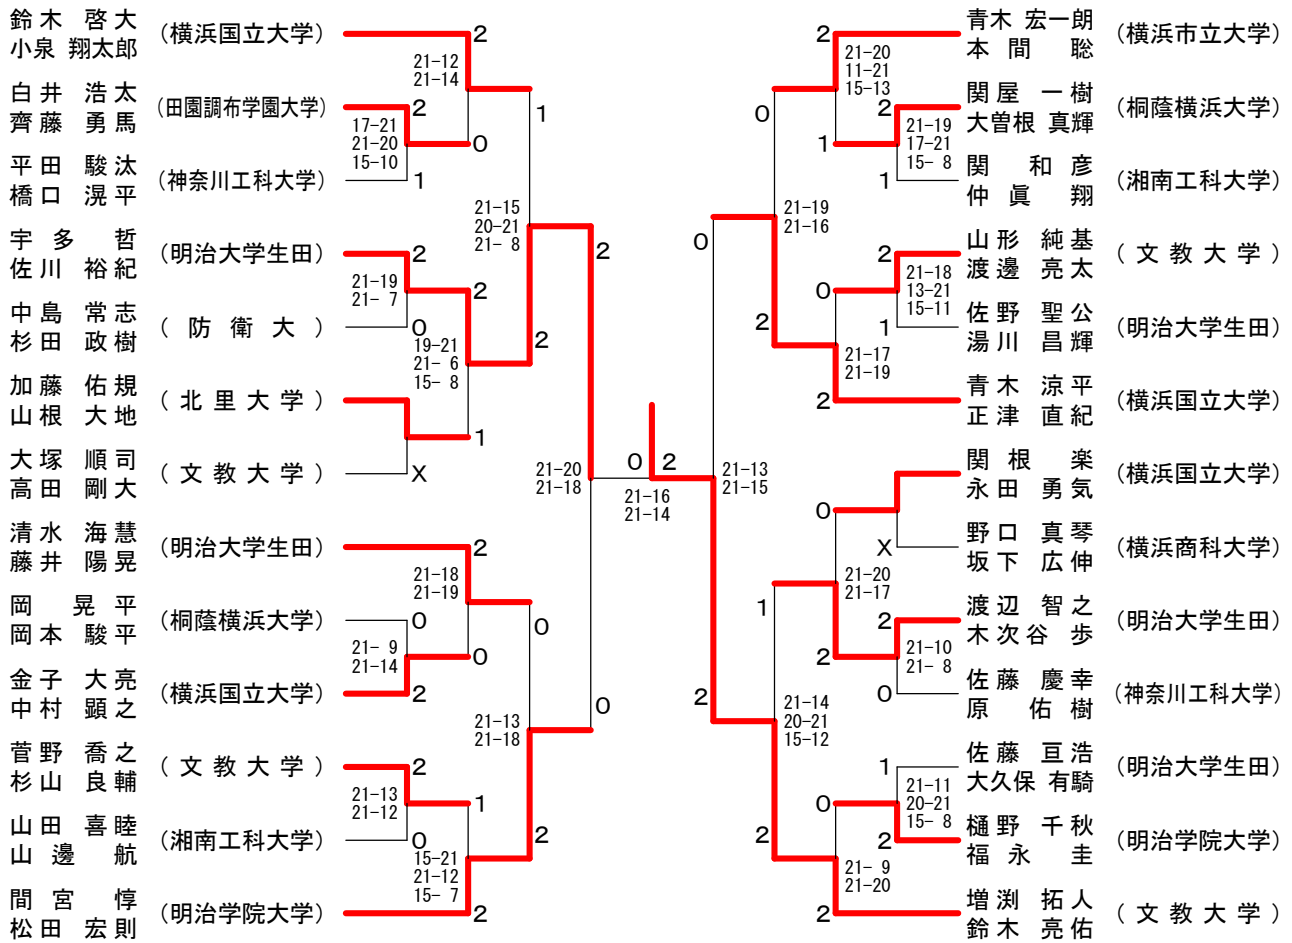 鈴木 啓大
小泉 翔太郎
(横浜国立大学)
2
21-12
21-14
白井 浩太
齊藤 勇馬
(田園調布学園大学)
2
17-21
21-20
15-10
0
1
平田 駿汰
橋口 滉平
(神奈川工科大学)
1
21-15
20-21
21- 8
宇多 哲
佐川 裕紀
(明治大学生田)
2
21-19
21- 7
2
2
中島 常志
杉田 政樹
(防衛大)
0
19-21
21- 6
15- 8
2
加藤 佑規
山根 大地
(北里大学)
1
大塚 順司
高田 剛大
(文教大学)
X
21-20
21-18
清水 海慧
藤井 陽晃
(明治大学生田)
2
21-18
21-19
岡 晃平
岡本 駿平
(桐蔭横浜大学)
0
21- 9
21-14
0
0
金子 大亮
中村 顕之
(横浜国立大学)
2
21-13
21-18
0
菅野 喬之
杉山 良輔
(文教大学)
2
21-13
21-12
1
山田 喜睦
山邊 航
(湘南工科大学)
0
15-21
21-12
15- 7
2
間宮 惇
松田 宏則
(明治学院大学)
2
0
2
21-16
21-14
青木 宏一朗
本間 聡
(横浜市立大学)
2
21-20
11-21
15-13
関屋 一樹
大曽根 真輝
(桐蔭横浜大学)
2
21-19
17-21
15- 8
0
1
関 和彦
仲眞 翔
(湘南工科大学)
1
21-19
21-16
0
山形 純基
渡邊 亮太
(文教大学)
2
21-18
13-21
15-11
0
佐野 聖公
湯川 昌輝
(明治大学生田)
1
2
21-17
21-19
青木 涼平
正津 直紀
(横浜国立大学)
2
21-13
21-15
関根 楽
永田 勇気
(横浜国立大学)
0
野口 真琴
坂下 広伸
(横浜商科大学)
X
21-20
21-17
渡辺 智之
木次谷 歩
(明治大学生田)
2
21-10
21- 8
1
2
佐藤 慶幸
原 佑樹
(神奈川工科大学)
0
2
21-14
20-21
15-12
佐藤 亘浩
大久保 有騎
(明治大学生田)
1
21-11
20-21
15- 8
0
樋野 千秋
福永 圭
(明治学院大学)
2
2
21- 9
21-20
増渕 拓人
鈴木 亮佑
(文教大学)
2